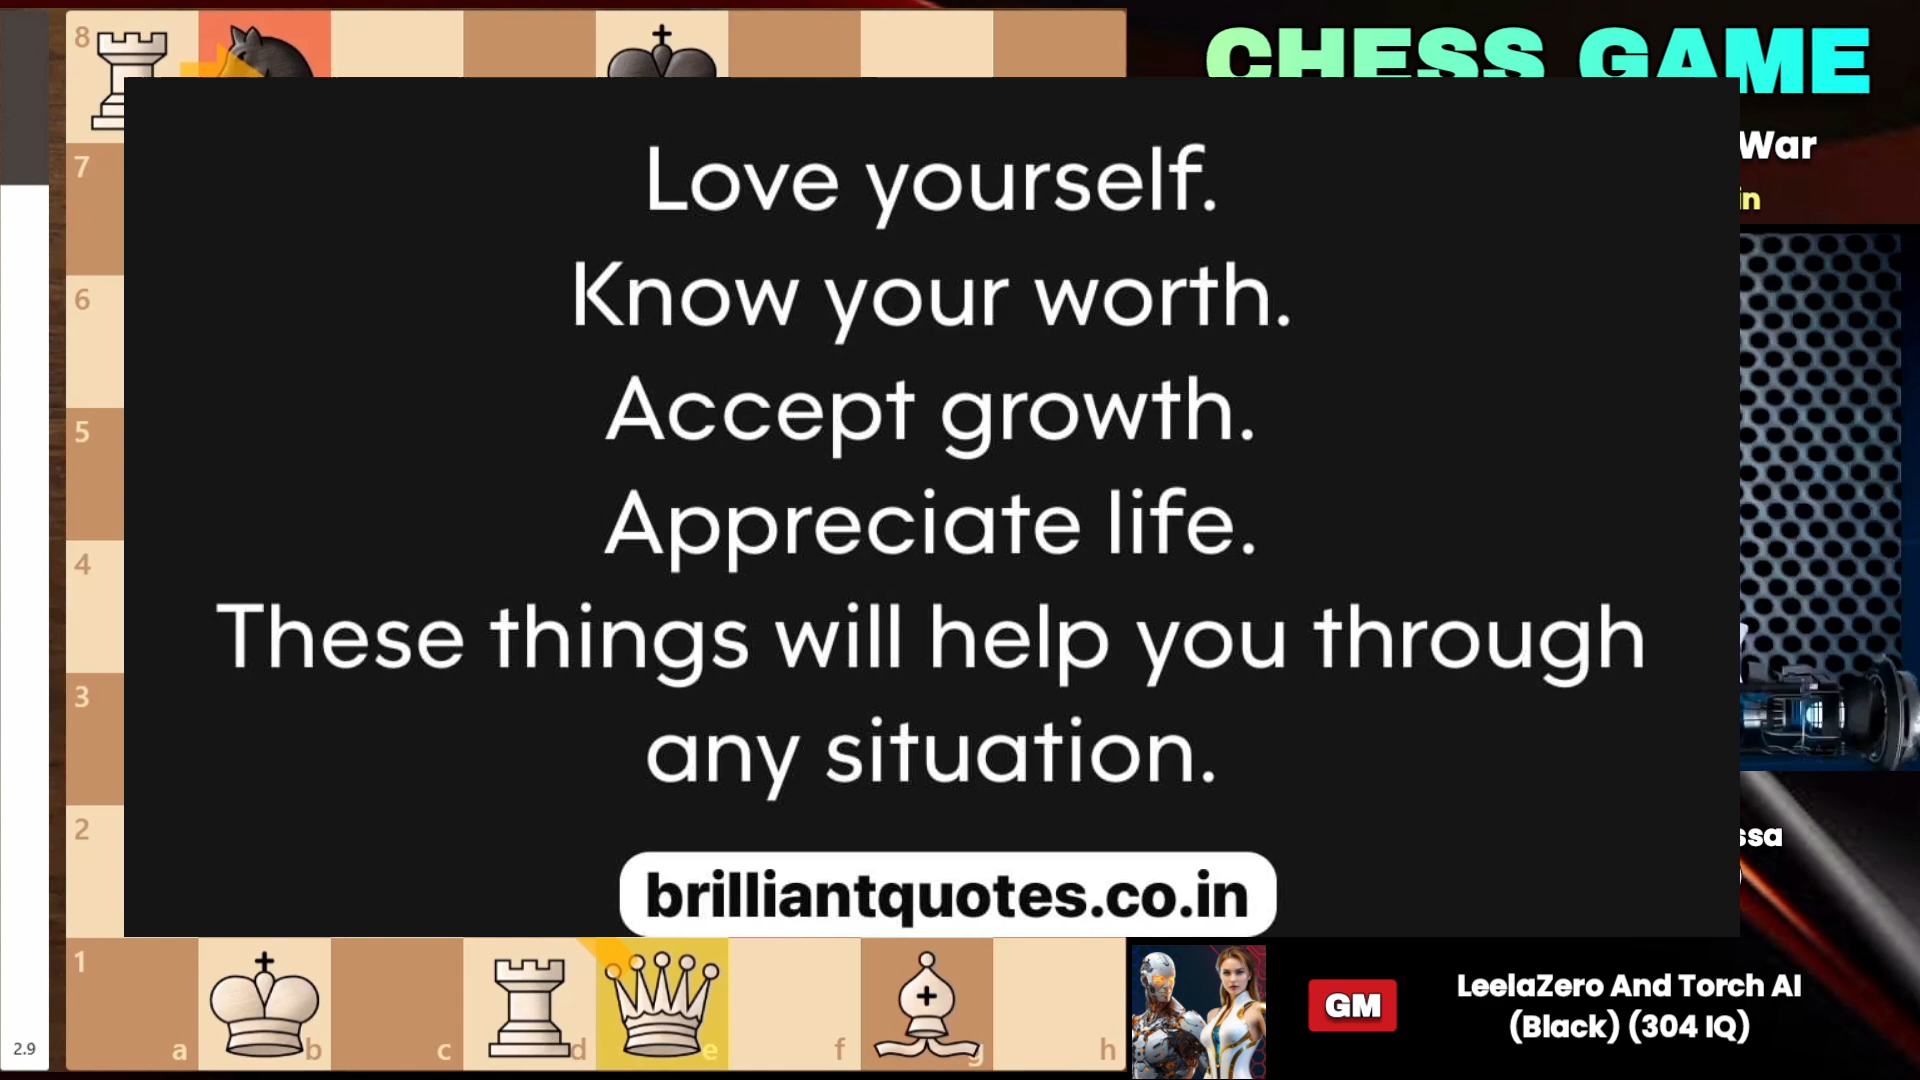 CHESS GAME
War
in
Love yourself.
Know your worth.
Accept growth.
Appreciate life.
These things will help you through
any situation.
brilliantquotes.co.in
ssa
8
7
6
5
4
3
2
1
a b c d e f g h
2.9
GM
LeelaZero And Torch AI
(Black) (304 IQ)